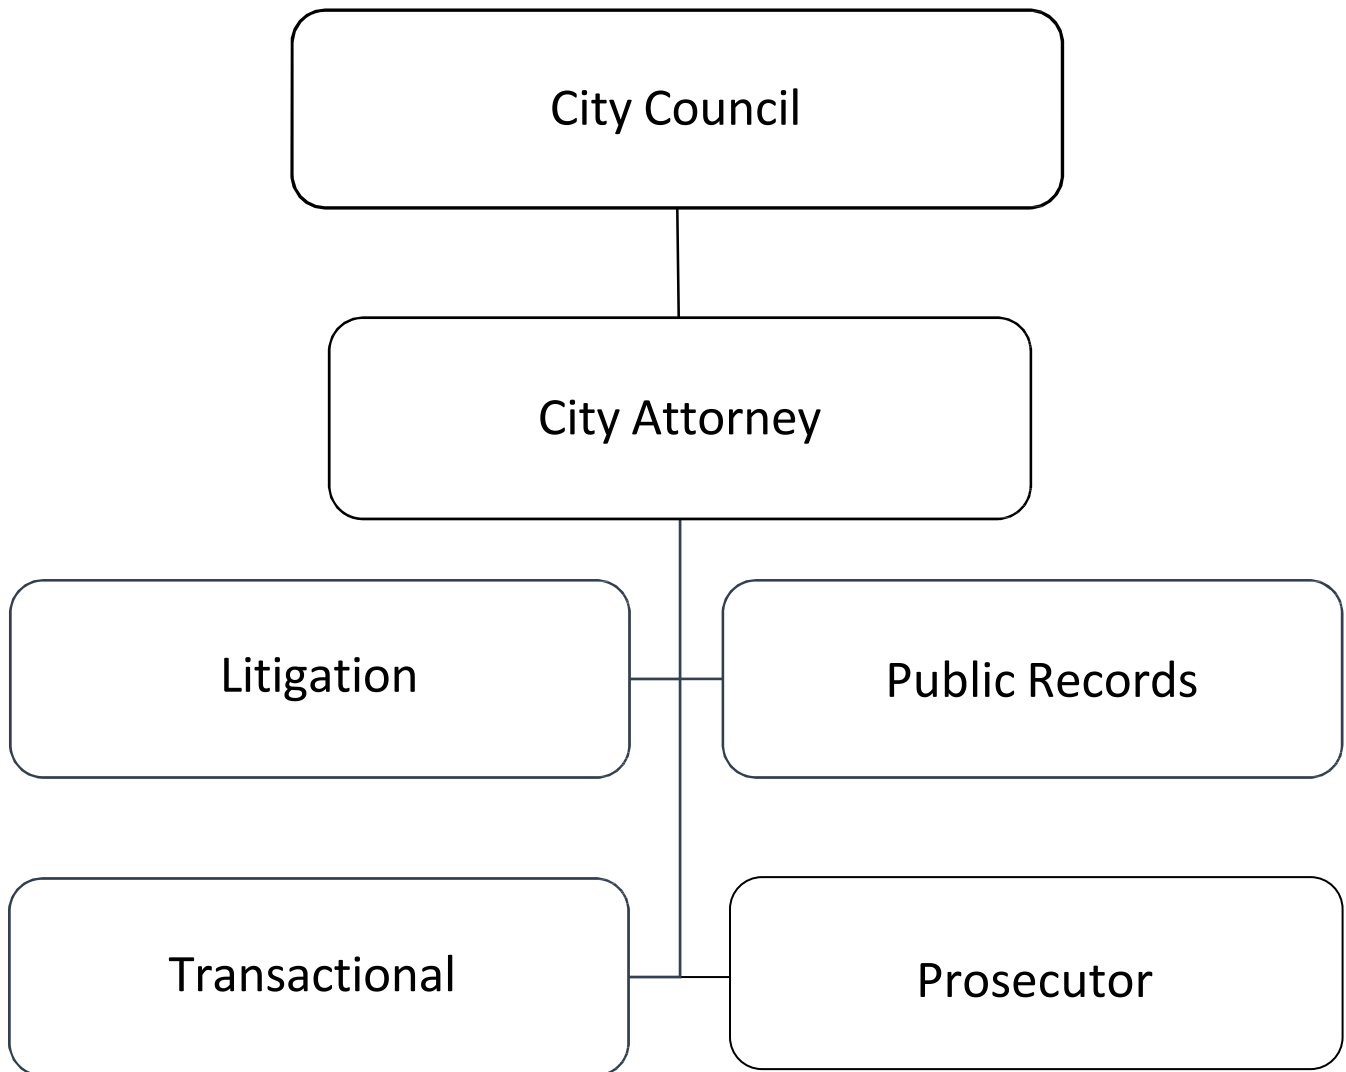 City Council
City Attorney
Litigation
Public Records
Transactional
Prosecutor